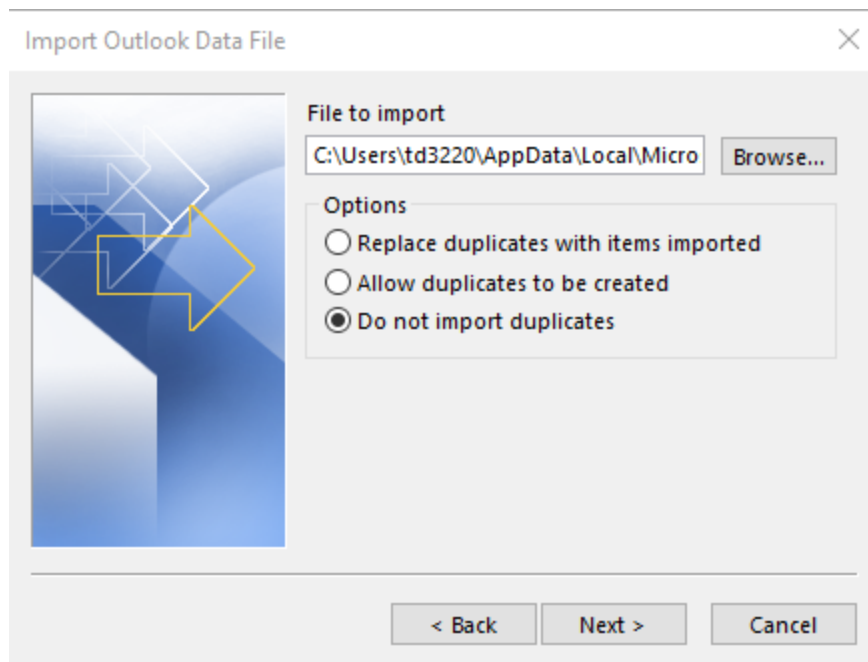 Import Outlook Data File
File to import
C:\Users\td3220\AppData\Local\Micro
Browse...
Options
Replace duplicates with items imported
Allow duplicates to be created
Do not import duplicates
< Back
Next >
Cancel